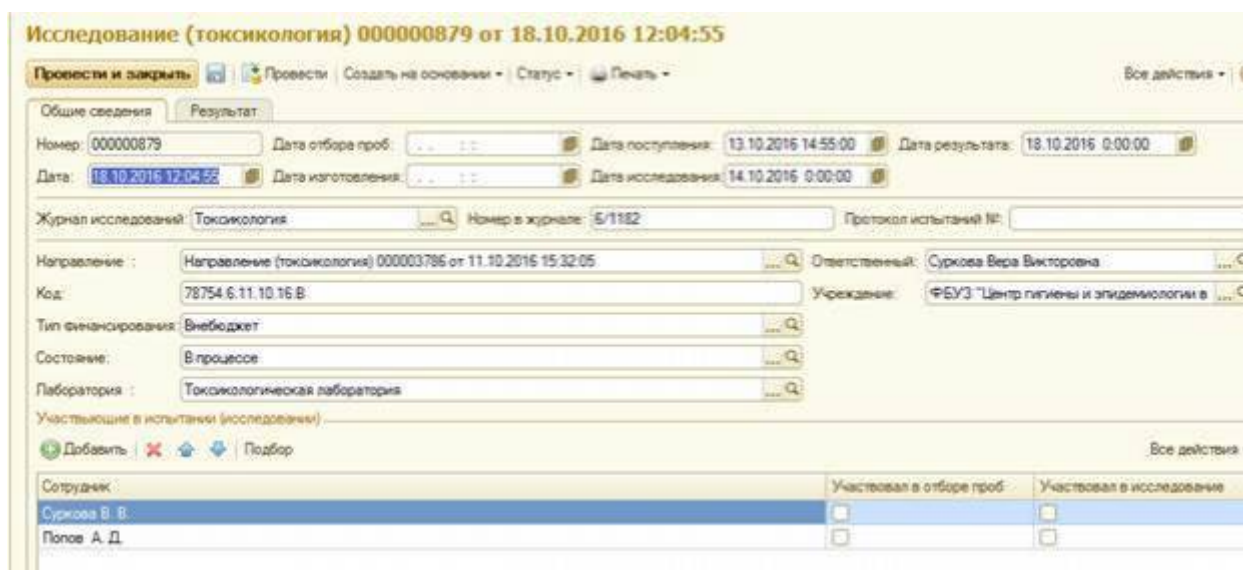 Исследование (токсикология) 000000879 от 18.10.2016 12:04:55
Провести и закрыть Провести Создать на основании Статус Печать Все действия
Общие сведения Результат
Номер: 000000879 Дата отбора проб: . . : : Дата поступления: 13.10.2016 14:55:00 Дата результата: 18.10.2016 0:00:00
Дата: 18.10.2016 12:04:55 Дата изготовления: . . : : Дата исследования: 14.10.2016 0:00:00
Журнал исследований: Токсикология ... Номер в журнале: 6/1182 Протокол испытаний №:
Направление : Направление (токсикология) 000003786 от 11.10.2016 15:32:05 ... Ответственный: Суркова Вера Викторовна ...
Код: 78754.6.11.10.16.В Учреждение: ФБУЗ "Центр гигиены и эпидемиологии в ...
Тип финансирования: Внебюджет ...
Состояние: В процессе ...
Лаборатория : Токсикологическая лаборатория ...
Участвующие в испытании (исследовании)
Добавить Подбор Все действия
Сотрудник Участвовал в отборе проб Участвовал в исследование
Суркова В. В.
Попов А. Д.